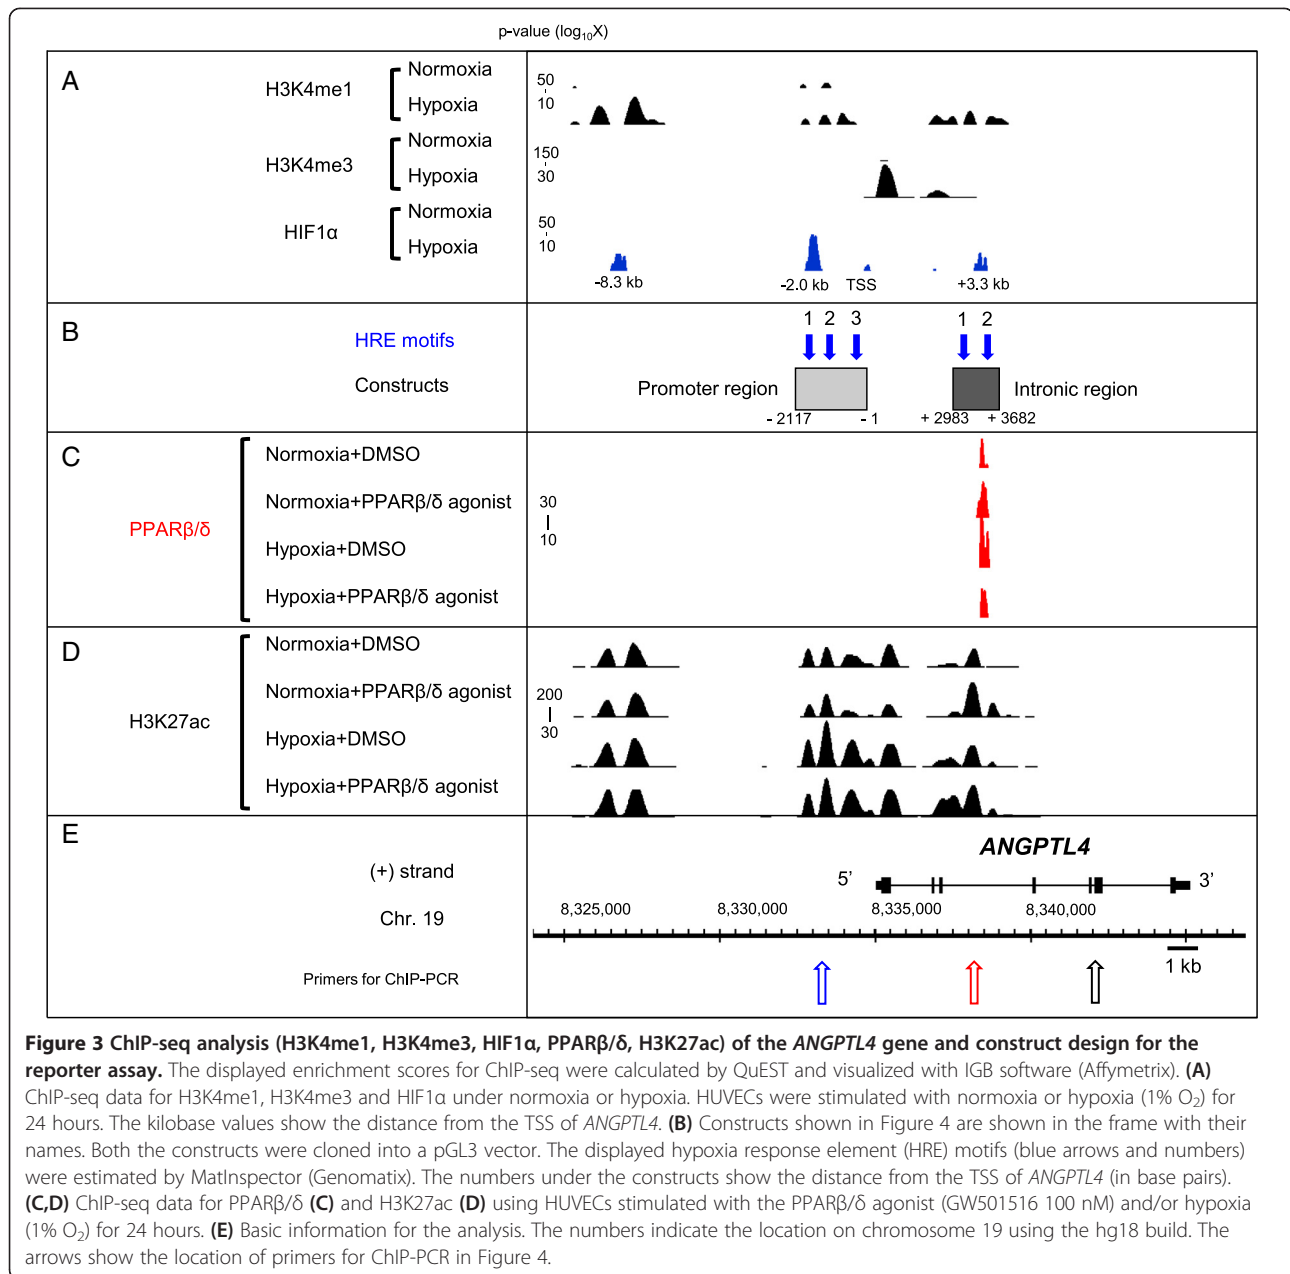 p-value (log₁₀X)
A
H3K4me1
Normoxia
Hypoxia
50
10
H3K4me3
Normoxia
Hypoxia
150
30
HIF1α
Normoxia
Hypoxia
50
10
-8.3 kb
-2.0 kb
TSS
+3.3 kb
B
HRE motifs
1 2 3
1 2
Constructs
Promoter region
Intronic region
- 2117
- 1
+ 2983
+ 3682
C
PPARβ/δ
Normoxia+DMSO
Normoxia+PPARβ/δ agonist
Hypoxia+DMSO
Hypoxia+PPARβ/δ agonist
30
10
D
H3K27ac
Normoxia+DMSO
Normoxia+PPARβ/δ agonist
Hypoxia+DMSO
Hypoxia+PPARβ/δ agonist
200
30
E
ANGPTL4
(+) strand
5’
3’
Chr. 19
8,325,000
8,330,000
8,335,000
8,340,000
1 kb
Primers for ChIP-PCR
Figure 3 ChIP-seq analysis (H3K4me1, H3K4me3, HIF1α, PPARβ/δ, H3K27ac) of the ANGPTL4 gene and construct design for the
reporter assay. The displayed enrichment scores for ChIP-seq were calculated by QuEST and visualized with IGB software (Affymetrix). (A)
ChIP-seq data for H3K4me1, H3K4me3 and HIF1α under normoxia or hypoxia. HUVECs were stimulated with normoxia or hypoxia (1% O₂) for
24 hours. The kilobase values show the distance from the TSS of ANGPTL4. (B) Constructs shown in Figure 4 are shown in the frame with their
names. Both the constructs were cloned into a pGL3 vector. The displayed hypoxia response element (HRE) motifs (blue arrows and numbers)
were estimated by MatInspector (Genomatix). The numbers under the constructs show the distance from the TSS of ANGPTL4 (in base pairs).
(C,D) ChIP-seq data for PPARβ/δ (C) and H3K27ac (D) using HUVECs stimulated with the PPARβ/δ agonist (GW501516 100 nM) and/or hypoxia
(1% O₂) for 24 hours. (E) Basic information for the analysis. The numbers indicate the location on chromosome 19 using the hg18 build. The
arrows show the location of primers for ChIP-PCR in Figure 4.